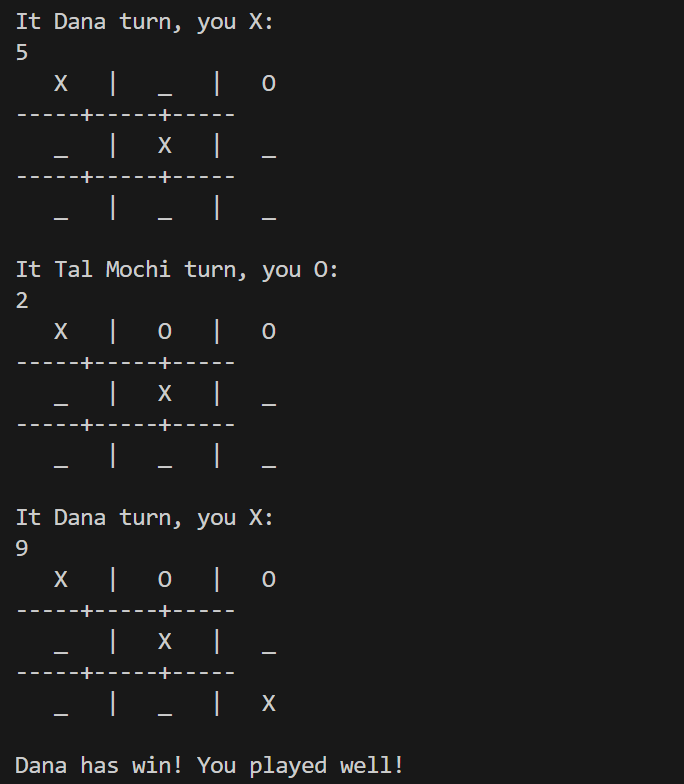 It Dana turn, you X:
5
   X   |   _   |   O
-----+-----+-----
   _   |   X   |   _
-----+-----+-----
   _   |   _   |   _

It Tal Mochi turn, you O:
2
   X   |   O   |   O
-----+-----+-----
   _   |   X   |   _
-----+-----+-----
   _   |   _   |   _

It Dana turn, you X:
9
   X   |   O   |   O
-----+-----+-----
   _   |   X   |   _
-----+-----+-----
   _   |   _   |   X

Dana has win! You played well!